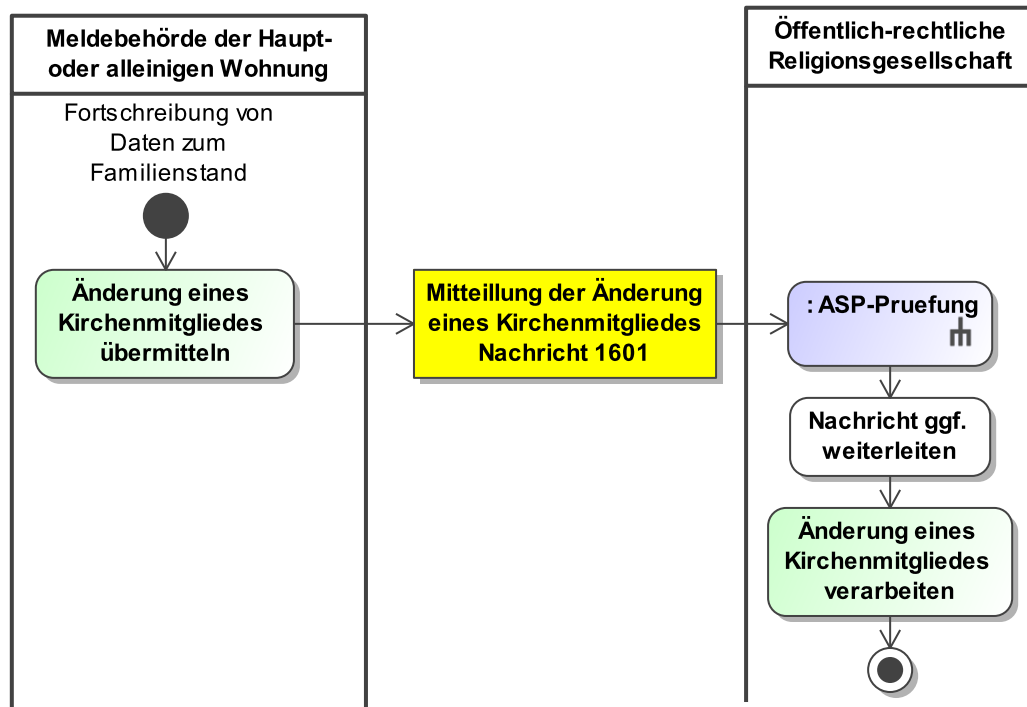 Meldebehörde der Haupt-
oder alleinigen Wohnung
Fortschreibung von
Daten zum
Familienstand
Änderung eines
Kirchenmitgliedes
übermitteln
Mitteillung der Änderung
eines Kirchenmitgliedes
Nachricht 1601
Öffentlich-rechtliche
Religionsgesellschaft
: ASP-Pruefung
Nachricht ggf.
weiterleiten
Änderung eines
Kirchenmitgliedes
verarbeiten